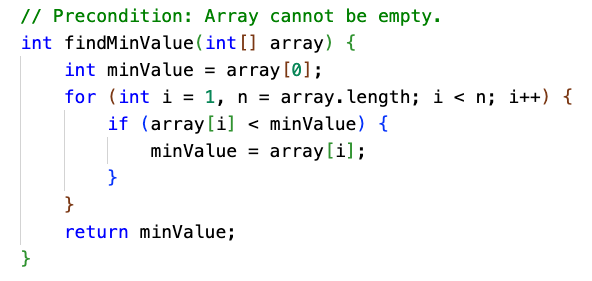 // Precondition: Array cannot be empty.
int findMinValue(int[] array) {
    int minValue = array[0];
    for (int i = 1, n = array.length; i < n; i++) {
        if (array[i] < minValue) {
            minValue = array[i];
        }
    }
    return minValue;
}